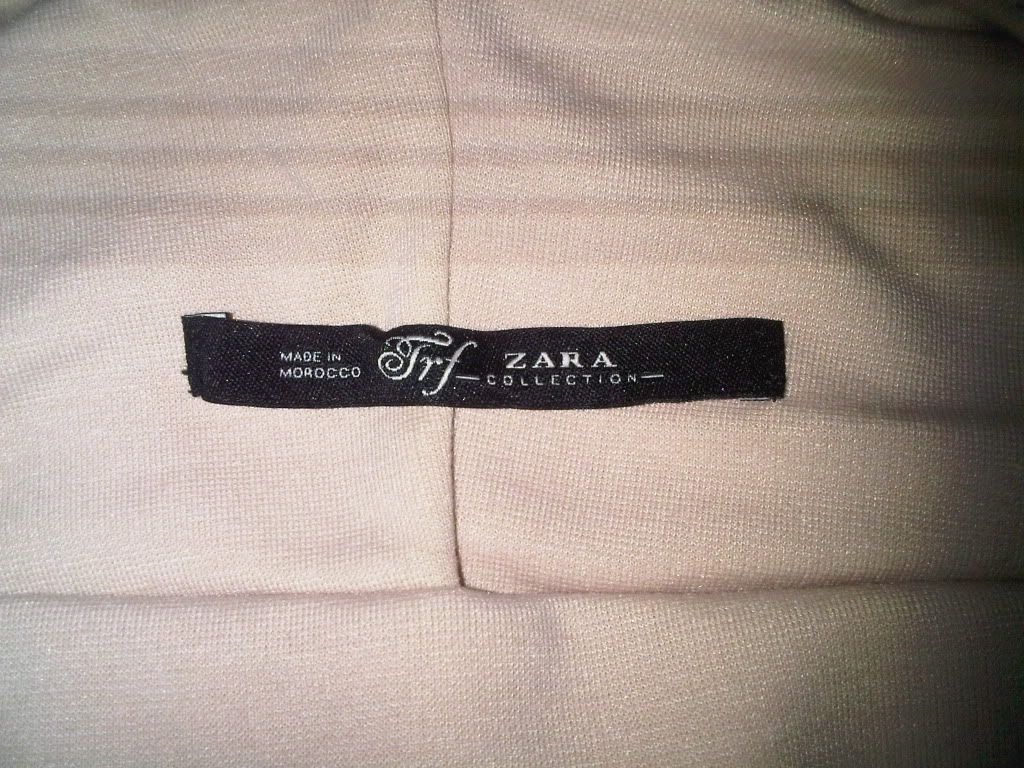 MADE IN
MOROCCO
Trf
ZARA
COLLECTION